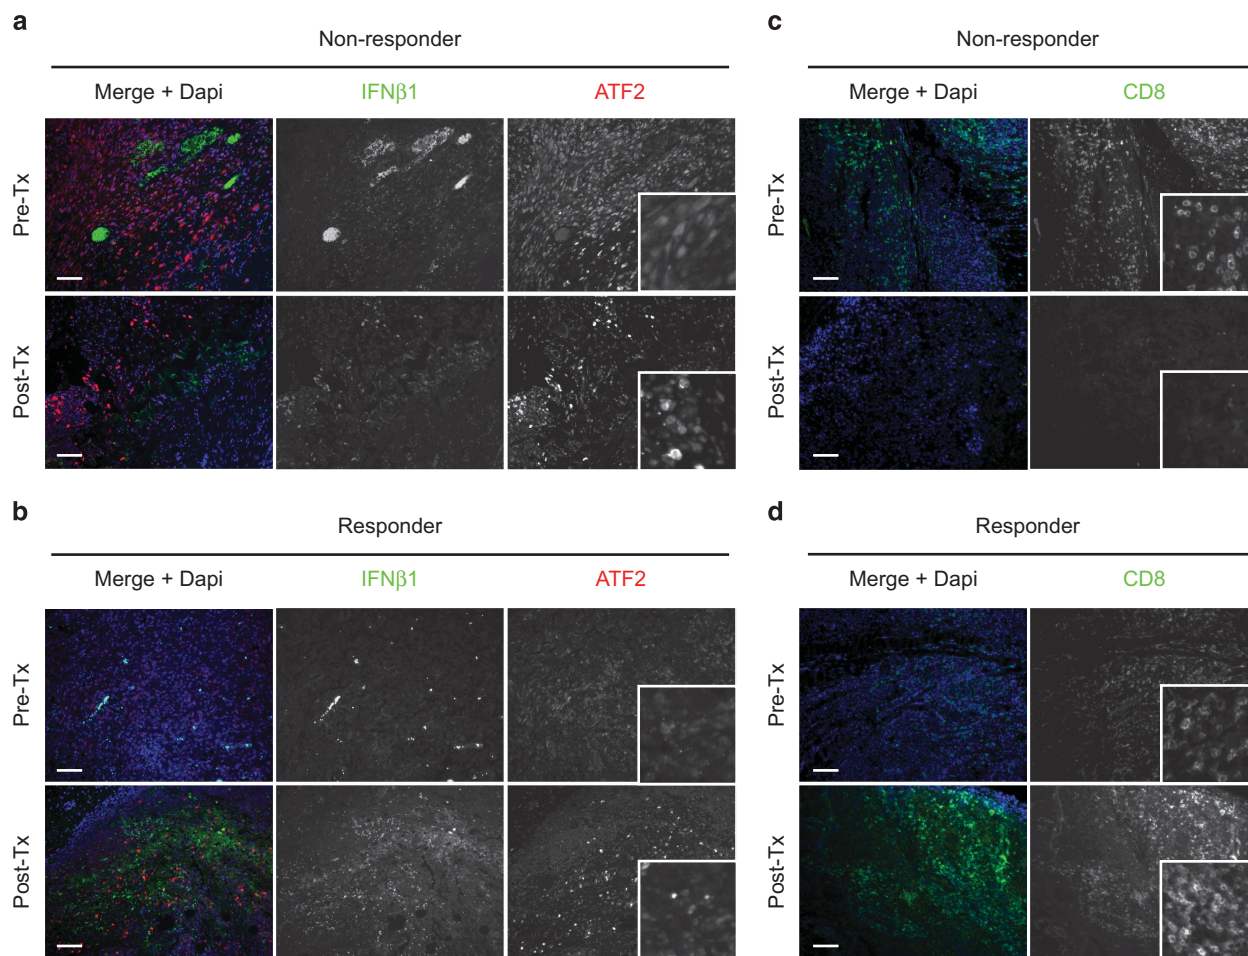 a
Non-responder
Merge + Dapi
IFNβ1
ATF2
Pre-Tx
Post-Tx
b
Responder
Merge + Dapi
IFNβ1
ATF2
Pre-Tx
Post-Tx
c
Non-responder
Merge + Dapi
CD8
Pre-Tx
Post-Tx
d
Responder
Merge + Dapi
CD8
Pre-Tx
Post-Tx